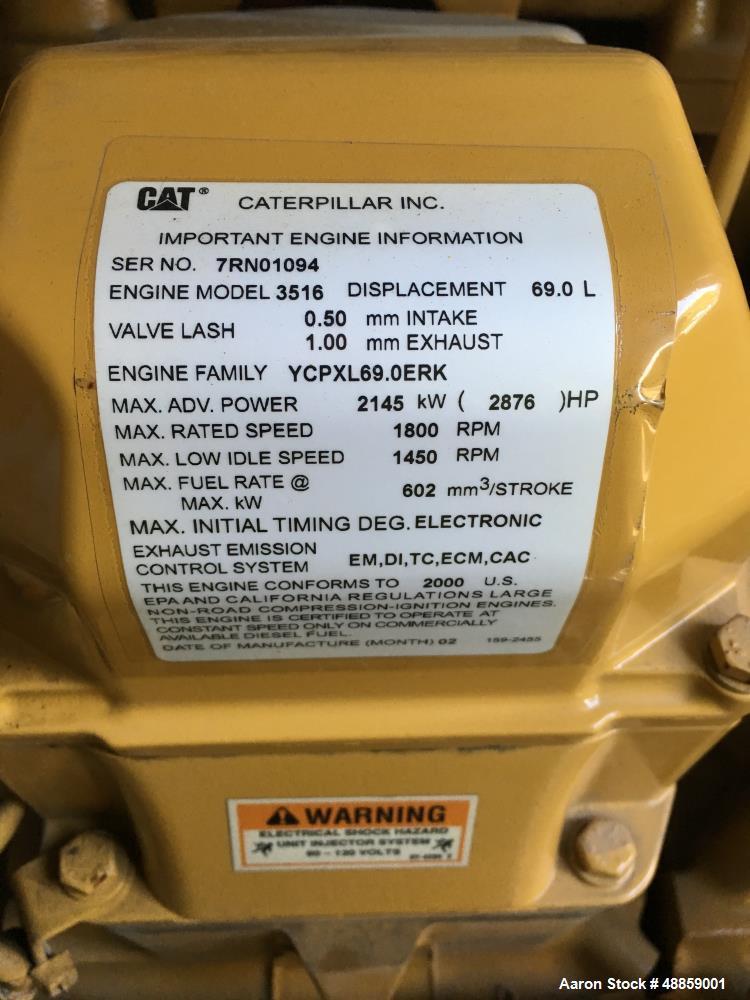 CAT® CATERPILLAR INC.
IMPORTANT ENGINE INFORMATION
SER NO. 7RN01094
ENGINE MODEL 3516 DISPLACEMENT 69.0 L
VALVE LASH 0.50 mm INTAKE
1.00 mm EXHAUST
ENGINE FAMILY YCPXL69.0ERK
MAX. ADV. POWER 2145 kW ( 2876 )HP
MAX. RATED SPEED 1800 RPM
MAX. LOW IDLE SPEED 1450 RPM
MAX. FUEL RATE @
MAX. kW 602 mm³/STROKE
MAX. INITIAL TIMING DEG. ELECTRONIC
EXHAUST EMISSION
CONTROL SYSTEM EM,DI,TC,ECM,CAC
THIS ENGINE CONFORMS TO 2000 U.S.
EPA AND CALIFORNIA REGULATIONS LARGE
NON-ROAD COMPRESSION-IGNITION ENGINES.
THIS ENGINE IS CERTIFIED TO OPERATE AT
CONSTANT SPEED ONLY ON COMMERCIALLY
AVAILABLE DIESEL FUEL.
DATE OF MANUFACTURE (MONTH) 02 159-2455
WARNING
ELECTRICAL SHOCK HAZARD
UNIT INJECTOR SYSTEM
90 - 120 VOLTS
Aaron Stock # 48859001